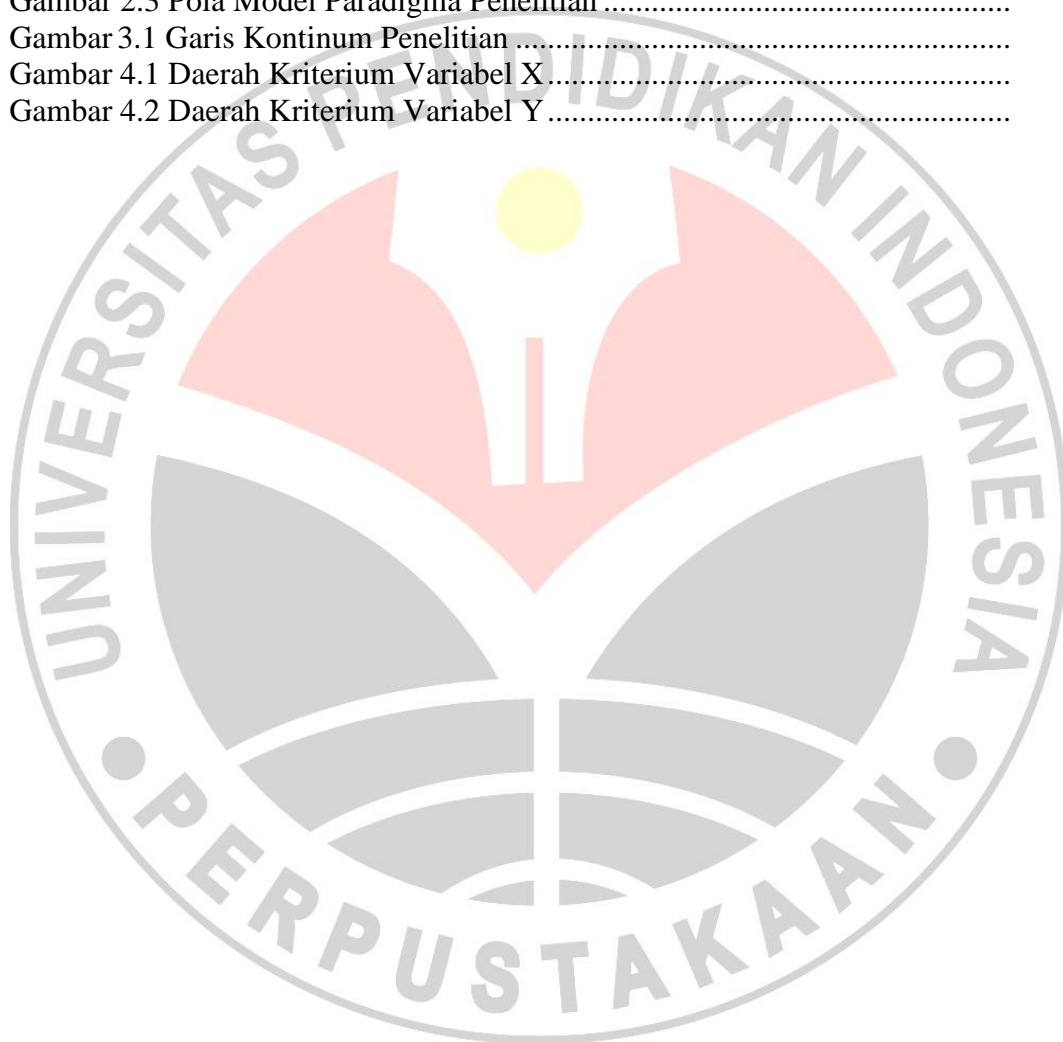 Gambar 2.3 Pola Model Paradigma Penelitian ................................................................
Gambar 3.1 Garis Kontinum Penelitian ..............................................................................
Gambar 4.1 Daerah Kriterium Variabel X .........................................................................
Gambar 4.2 Daerah Kriterium Variabel Y .........................................................................
UNIVERSITAS PENDIDIKAN INDONESIA
PERPUSTAKAAN